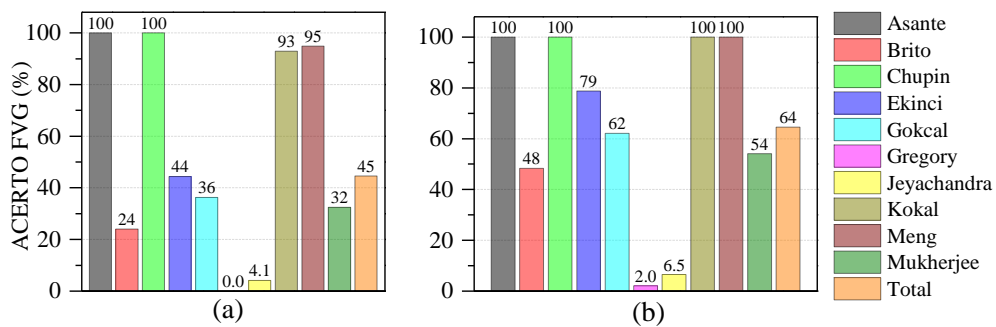 ACERTO FVG (%)
100
80
60
40
20
0
100
24
100
44
36
0.0
4.1
93
95
32
45
(a)
100
80
60
40
20
0
100
48
100
79
62
2.0
6.5
100
100
54
64
(b)
Asante
Brito
Chupin
Ekinci
Gokcal
Gregory
Jeyachandra
Kokal
Meng
Mukherjee
Total